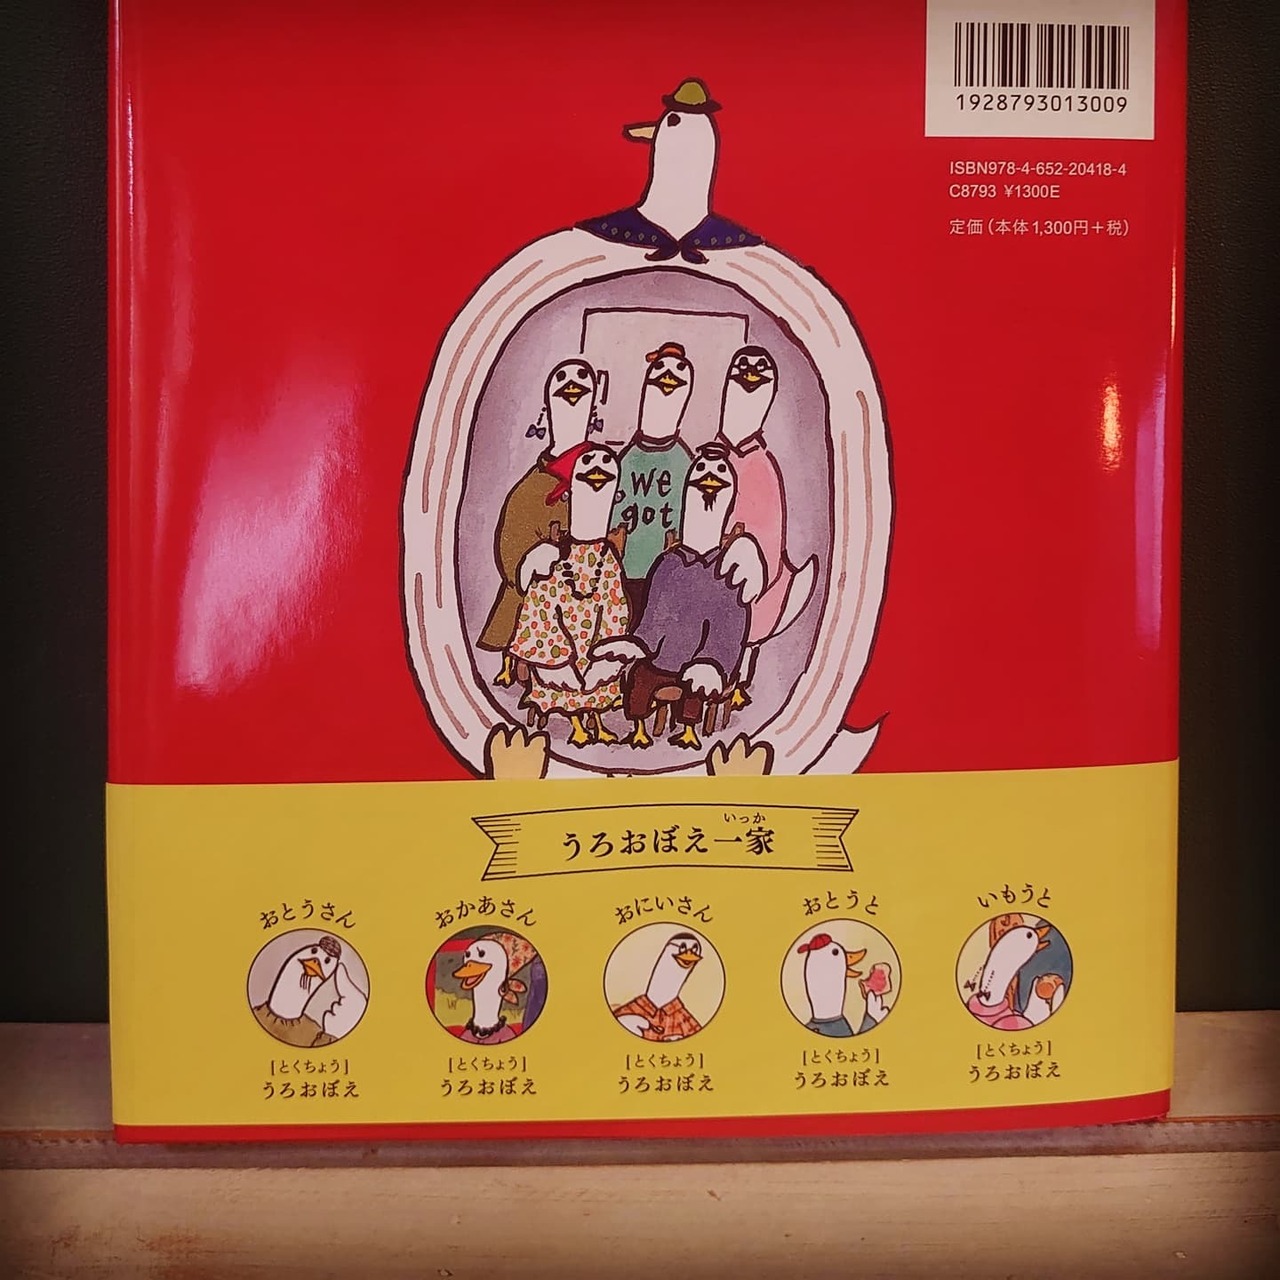 1928793013009
ISBN978-4-652-20418-4
C8793 ¥1300E
定価(本体1,300円+税)
we
got
いっか
うろおぼえ一家
おとうさん
おかあさん
おにいさん
おとうと
いもうと
[とくちょう]
うろおぼえ
[とくちょう]
うろおぼえ
[とくちょう]
うろおぼえ
[とくちょう]
うろおぼえ
[とくちょう]
うろおぼえ